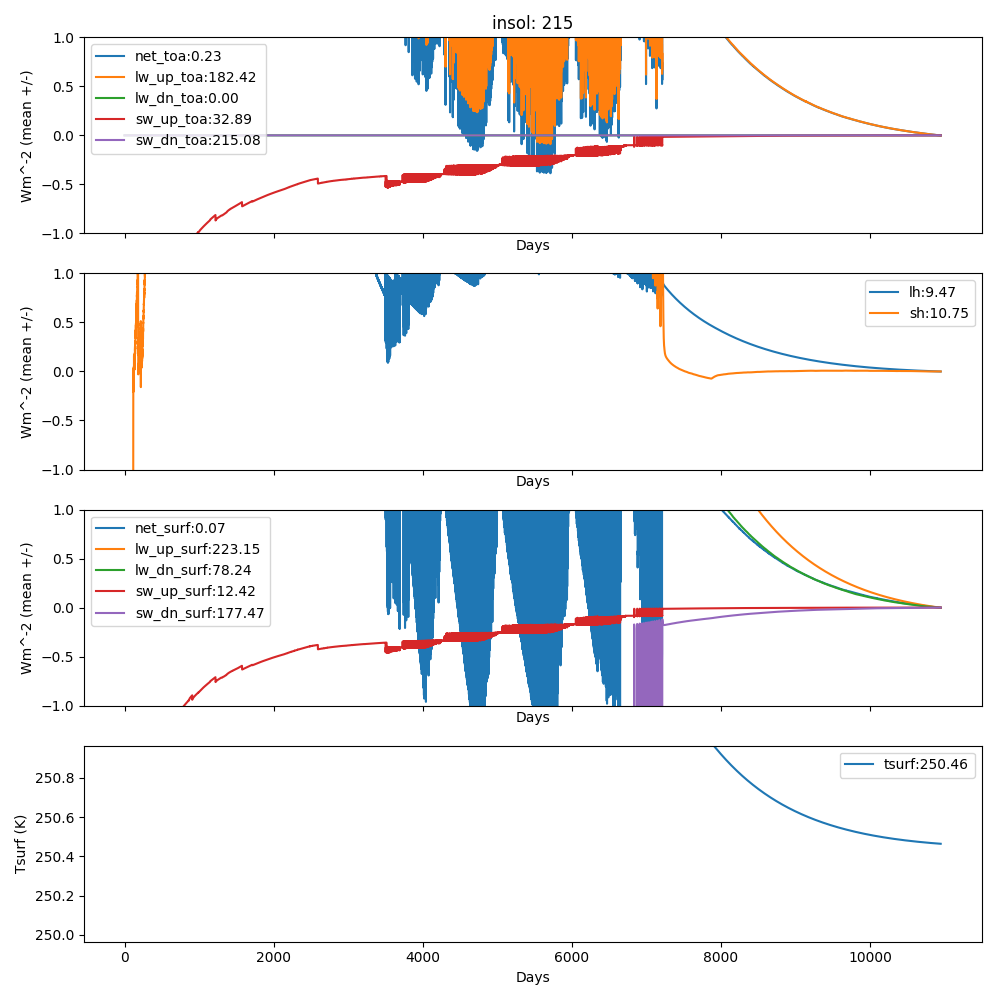 insol: 215
Wm^-2 (mean +/-)
1.0
0.5
0.0
−0.5
−1.0
net_toa:0.23
lw_up_toa:182.42
lw_dn_toa:0.00
sw_up_toa:32.89
sw_dn_toa:215.08
Days
Wm^-2 (mean +/-)
1.0
0.5
0.0
−0.5
−1.0
lh:9.47
sh:10.75
Days
Wm^-2 (mean +/-)
1.0
0.5
0.0
−0.5
−1.0
net_surf:0.07
lw_up_surf:223.15
lw_dn_surf:78.24
sw_up_surf:12.42
sw_dn_surf:177.47
Days
Tsurf (K)
250.8
250.6
250.4
250.2
250.0
tsurf:250.46
0 2000 4000 6000 8000 10000
Days